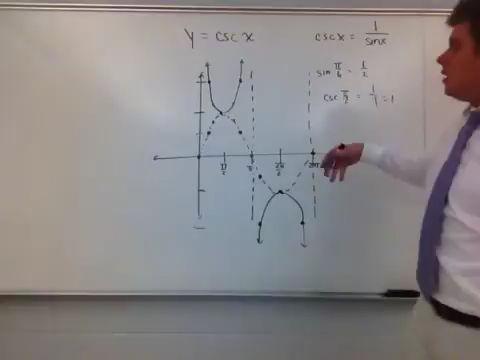 y = csc x
csc x = 1/sin x
sin π/6 = 1/2
csc π/2 = 1/1 = 1
π/2 π 3π/2 2π